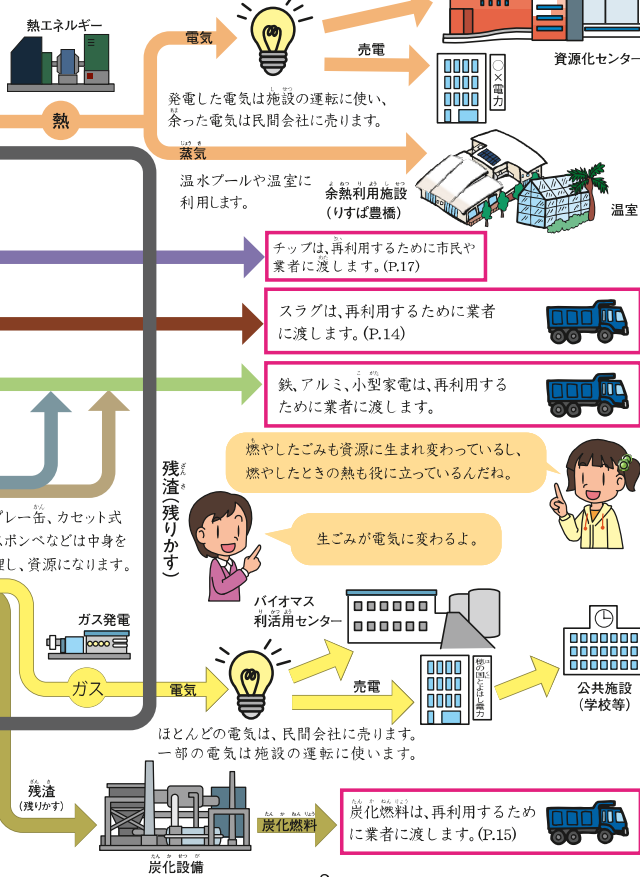 熱エネルギー
電気
売電
資源化センター
○×電力
発電した電気は施設の運転に使い、
余った電気は民間会社に売ります。
熱
蒸気
温水プールや温室に
利用します。
余熱利用施設
(りすぱ豊橋)
温室
チップは、再利用するために市民や
業者に渡します。(P.17)
スラグは、再利用するために業者
に渡します。(P.14)
鉄、アルミ、小型家電は、再利用する
ために業者に渡します。
燃やしたごみも資源に生まれ変わっているし、
燃やしたときの熱も役に立っているんだね。
残渣(残りかす)
プレー缶、カセット式
スボンベなどは中身を
理し、資源になります。
生ごみが電気に変わるよ。
バイオマス
利活用センター
ガス発電
ガス
電気
売電
穂の国とよはし電力
公共施設
(学校等)
ほとんどの電気は、民間会社に売ります。
一部の電気は施設の運転に使います。
残渣
(残りかす)
炭化設備
炭化燃料
炭化燃料は、再利用するため
に業者に渡します。(P.15)